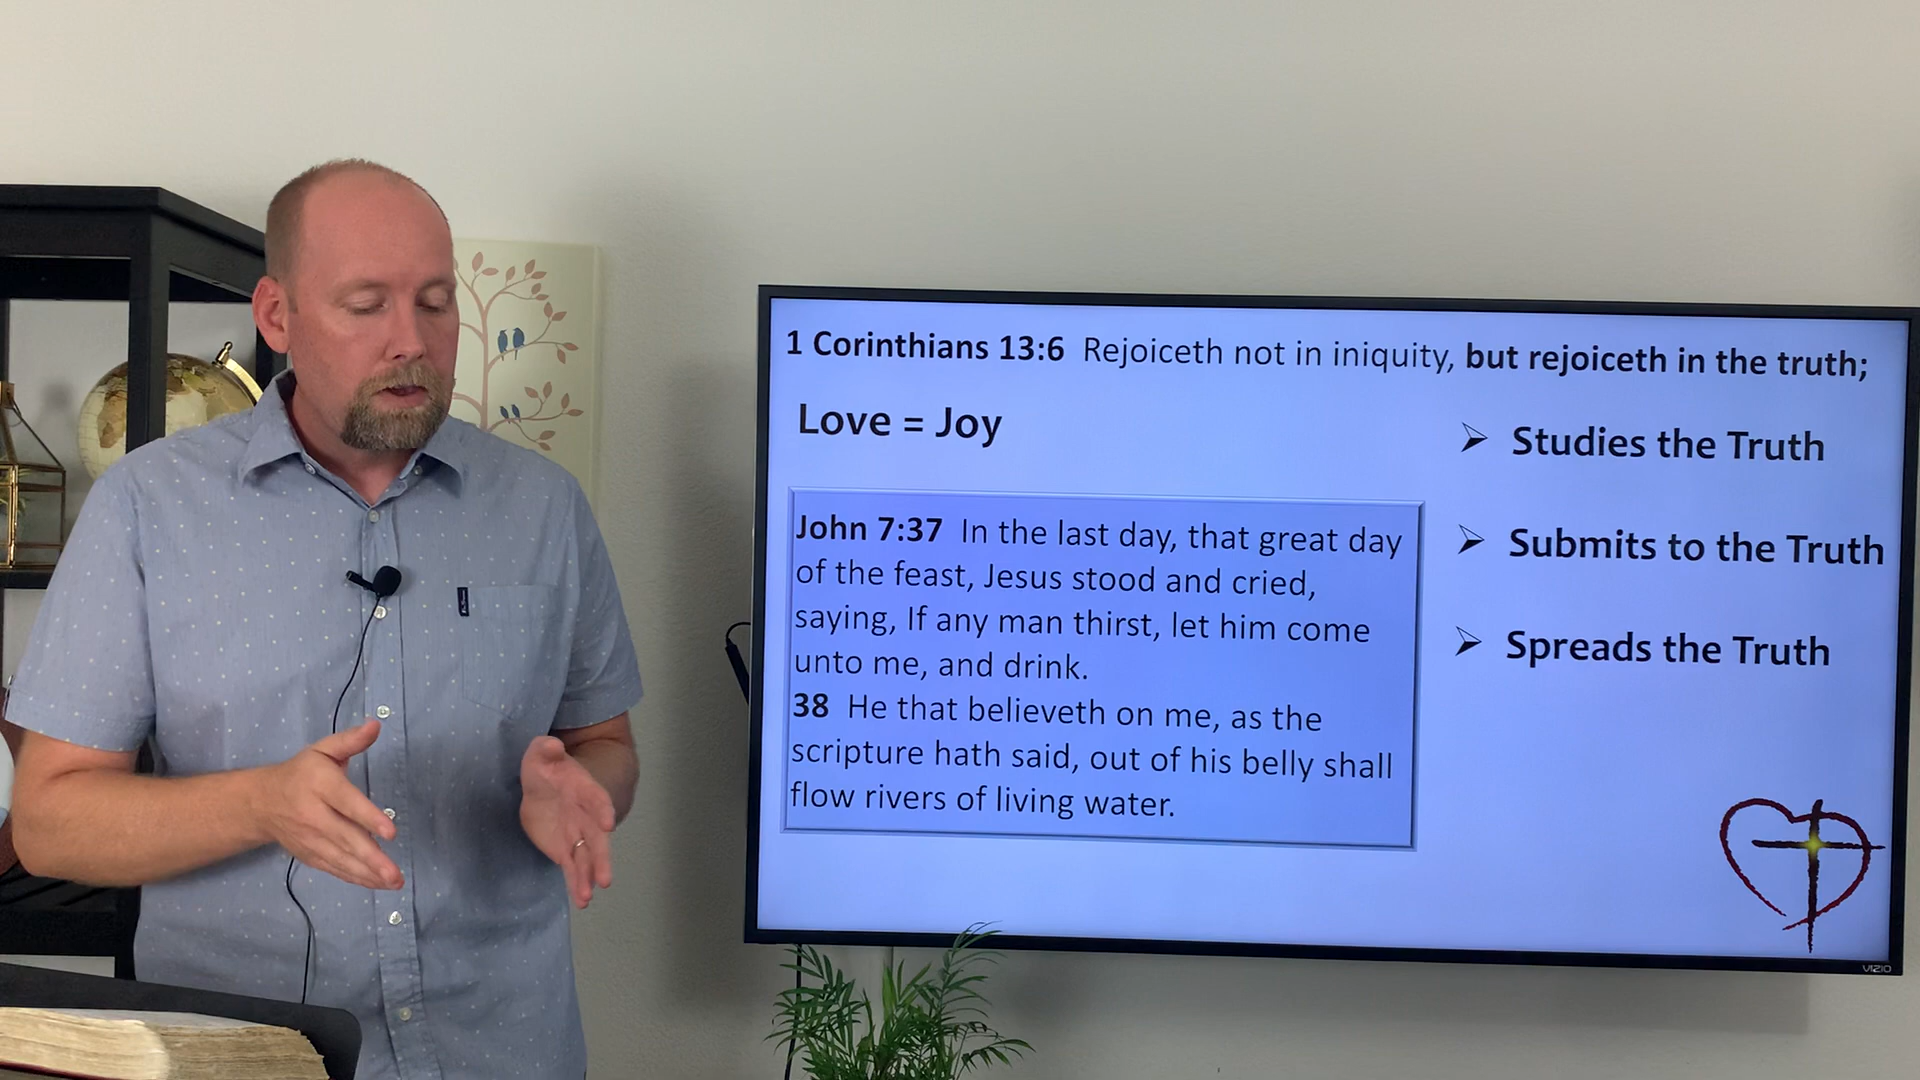 1 Corinthians 13:6 Rejoiceth not in iniquity, but rejoiceth in the truth;
Love = Joy
John 7:37 In the last day, that great day
of the feast, Jesus stood and cried,
saying, If any man thirst, let him come
unto me, and drink.
38 He that believeth on me, as the
scripture hath said, out of his belly shall
flow rivers of living water.
Studies the Truth
Submits to the Truth
Spreads the Truth
VIZIO